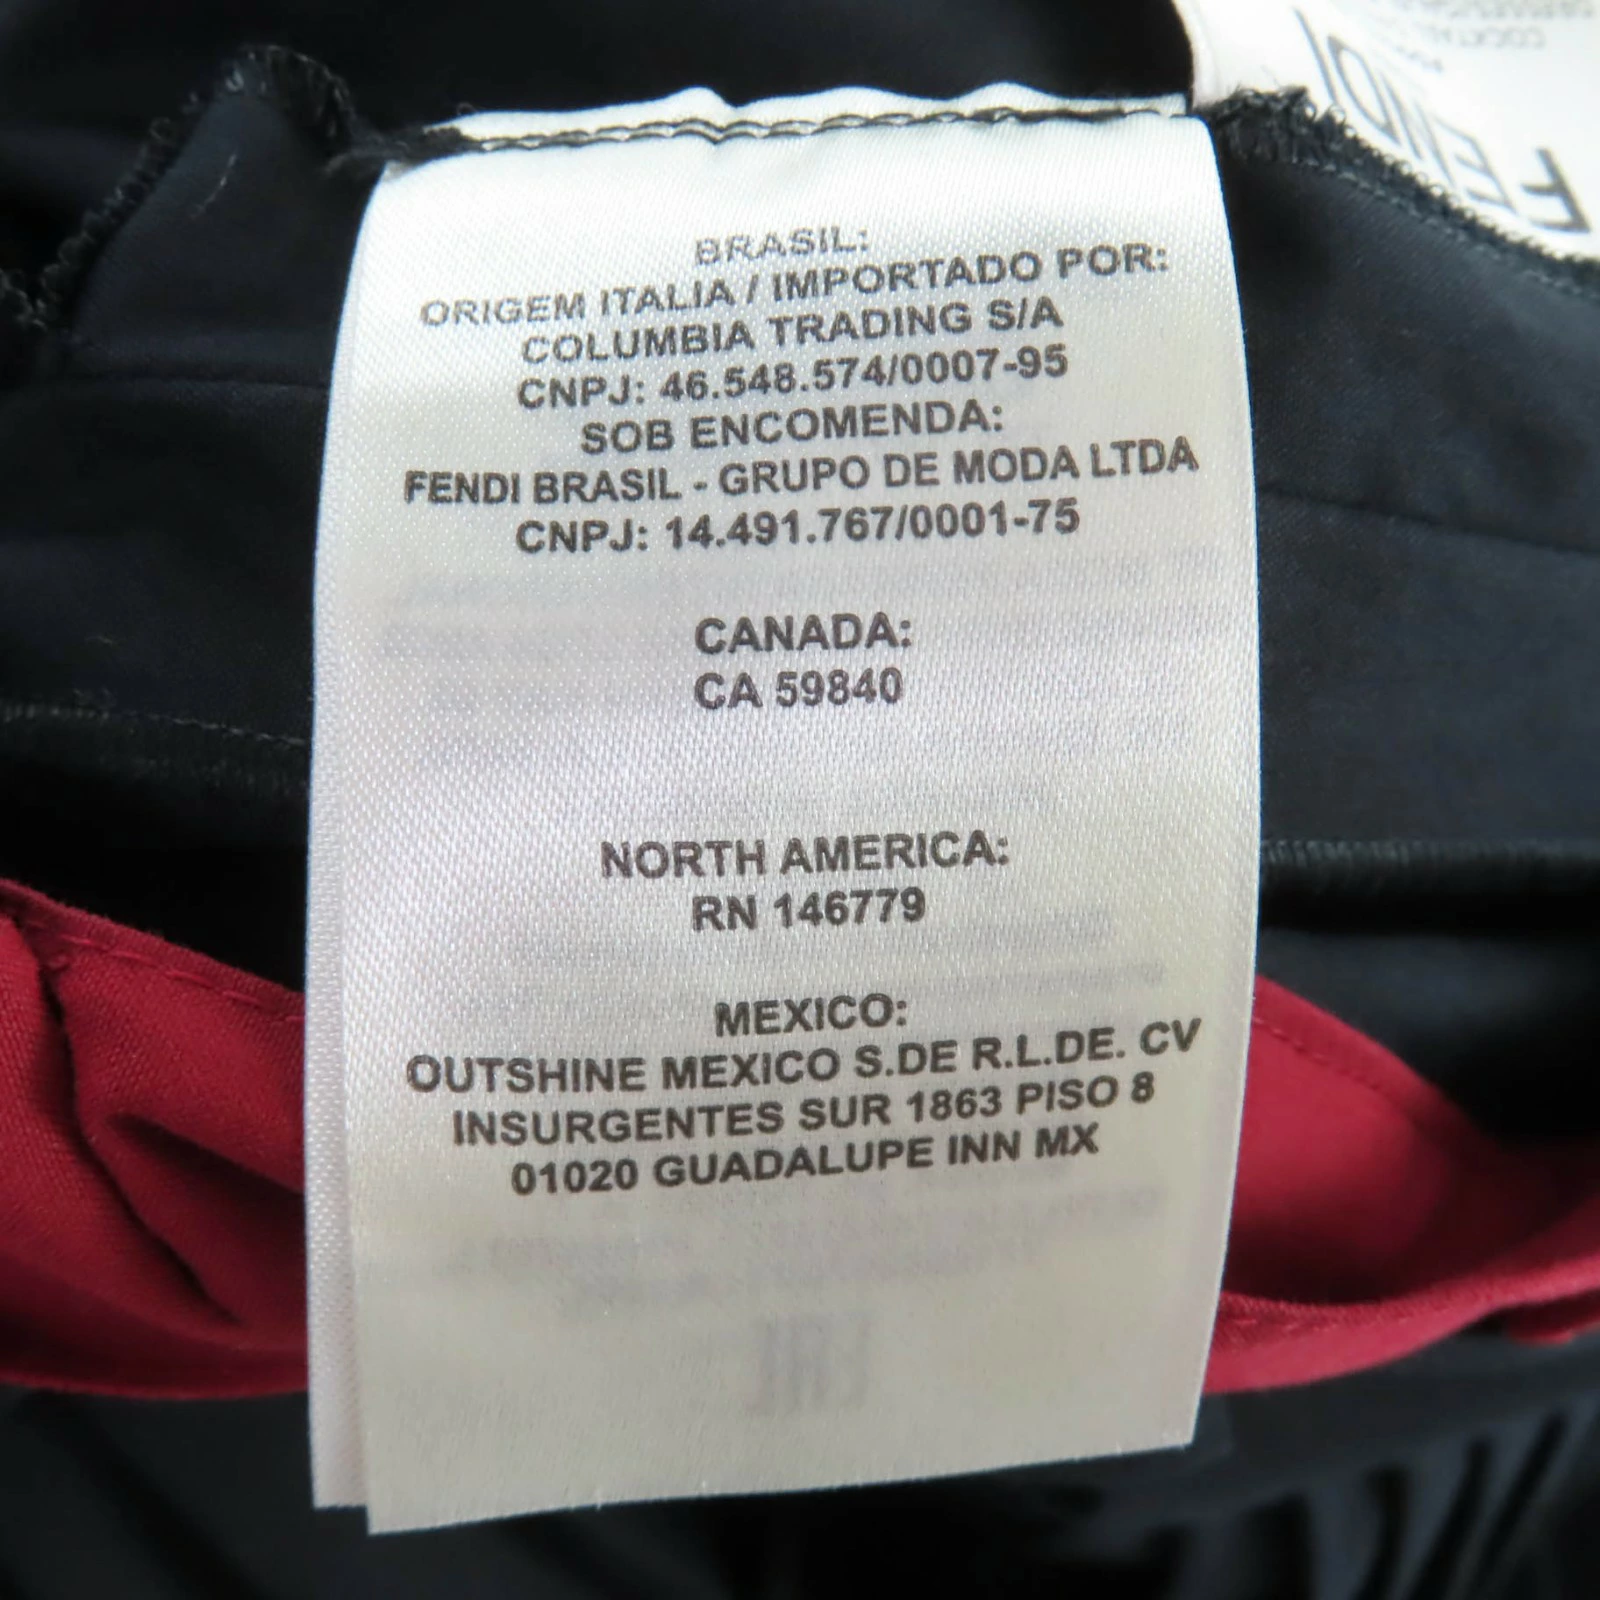 BRASIL:
ORIGEM ITALIA / IMPORTADO POR:
COLUMBIA TRADING S/A
CNPJ: 46.548.574/0007-95
SOB ENCOMENDA:
FENDI BRASIL - GRUPO DE MODA LTDA
CNPJ: 14.491.767/0001-75
CANADA:
CA 59840
NORTH AMERICA:
RN 146779
MEXICO:
OUTSHINE MEXICO S.DE R.L.DE. CV
INSURGENTES SUR 1863 PISO 8
01020 GUADALUPE INN MX
FENDI